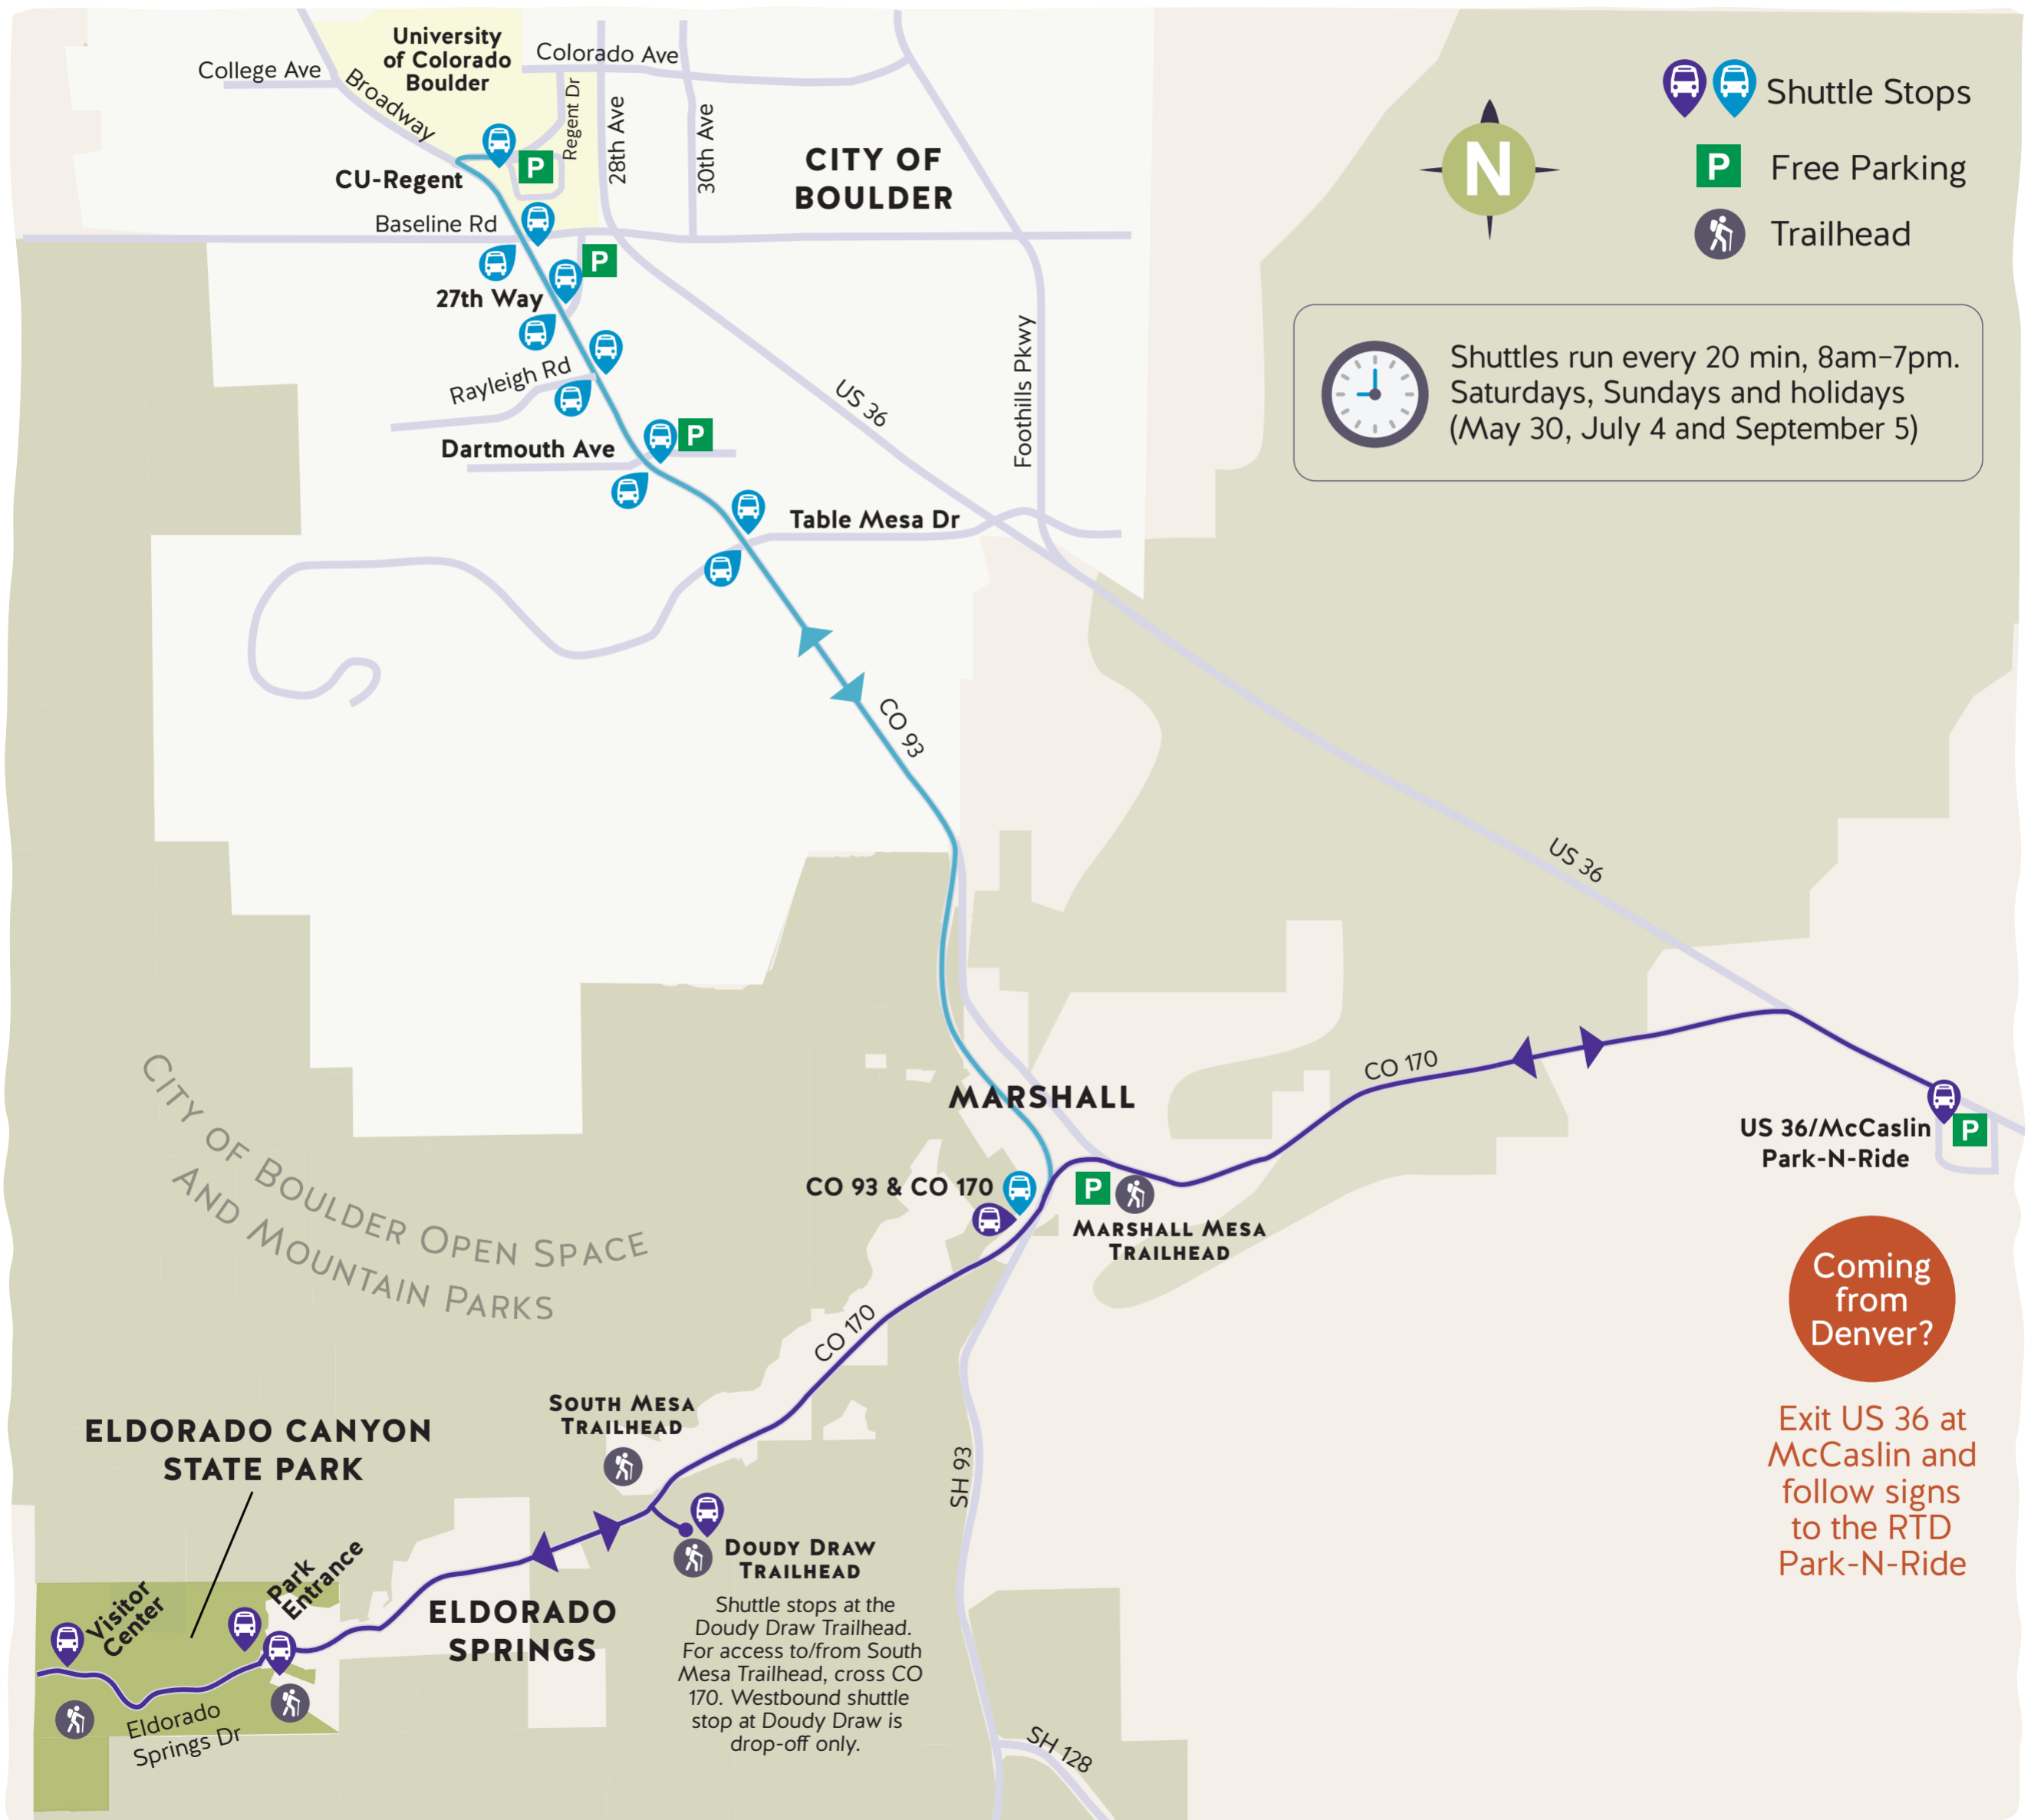 University
of Colorado
Boulder
College Ave
Broadway
Colorado Ave
Regent Dr
28th Ave
30th Ave
CU-Regent
P
CITY OF
BOULDER
Baseline Rd
P
27th Way
Rayleigh Rd
Dartmouth Ave
P
Table Mesa Dr
US 36
Foothills Pkwy
N
Shuttle Stops
P
Free Parking
Trailhead
Shuttles run every 20 min, 8am–7pm.
Saturdays, Sundays and holidays
(May 30, July 4 and September 5)
CO 93
US 36
CITY OF BOULDER OPEN SPACE
AND MOUNTAIN PARKS
MARSHALL
CO 170
CO 93 & CO 170
P
MARSHALL MESA
TRAILHEAD
US 36/McCaslin
Park-N-Ride
P
Coming
from
Denver?
Exit US 36 at
McCaslin and
follow signs
to the RTD
Park-N-Ride
CO 170
SOUTH MESA
TRAILHEAD
SH 93
ELDORADO CANYON
STATE PARK
Visitor
Center
Park
Entrance
Eldorado
Springs Dr
ELDORADO
SPRINGS
DOUDY DRAW
TRAILHEAD
Shuttle stops at the
Doudy Draw Trailhead.
For access to/from South
Mesa Trailhead, cross CO
170. Westbound shuttle
stop at Doudy Draw is
drop-off only.
SH 128